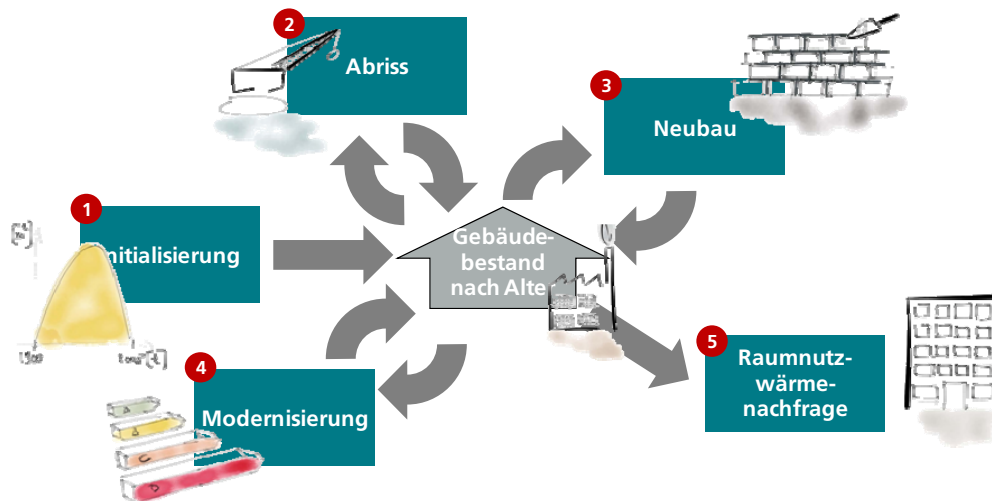 2
Abriss
3
Neubau
1
nitialisierung
Gebäude-
bestand
nach Alte
4
Modernisierung
5
Raumnutz-
wärme-
nachfrage